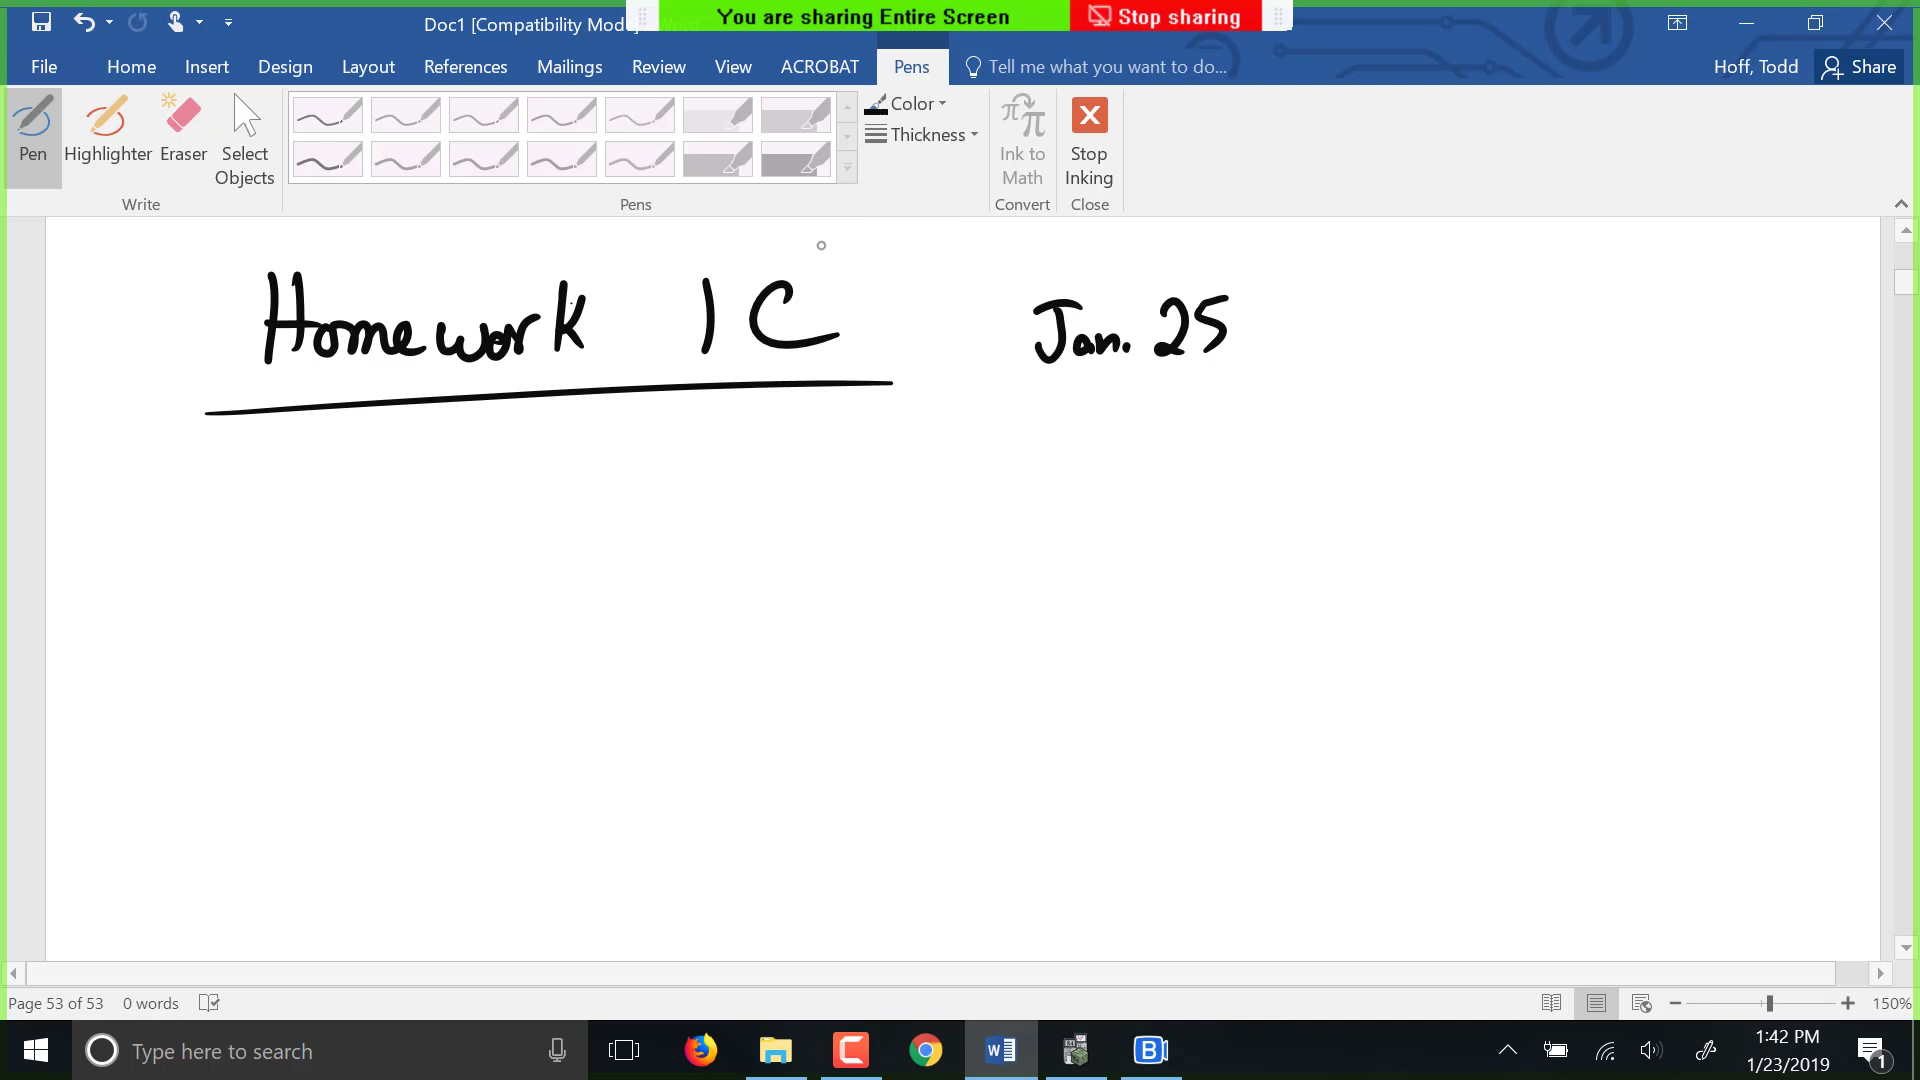 Doc1 [Compatibility Mod
You are sharing Entire Screen
Stop sharing
File Home Insert Design Layout References Mailings Review View ACROBAT Pens Tell me what you want to do... Hoff, Todd Share
Pen Highlighter Eraser Select Objects
Color
Thickness
Ink to Math
Stop Inking
Write Pens Convert Close
Homework 1C Jan. 25
Page 53 of 53 0 words 150%
Type here to search
1:42 PM
1/23/2019
1